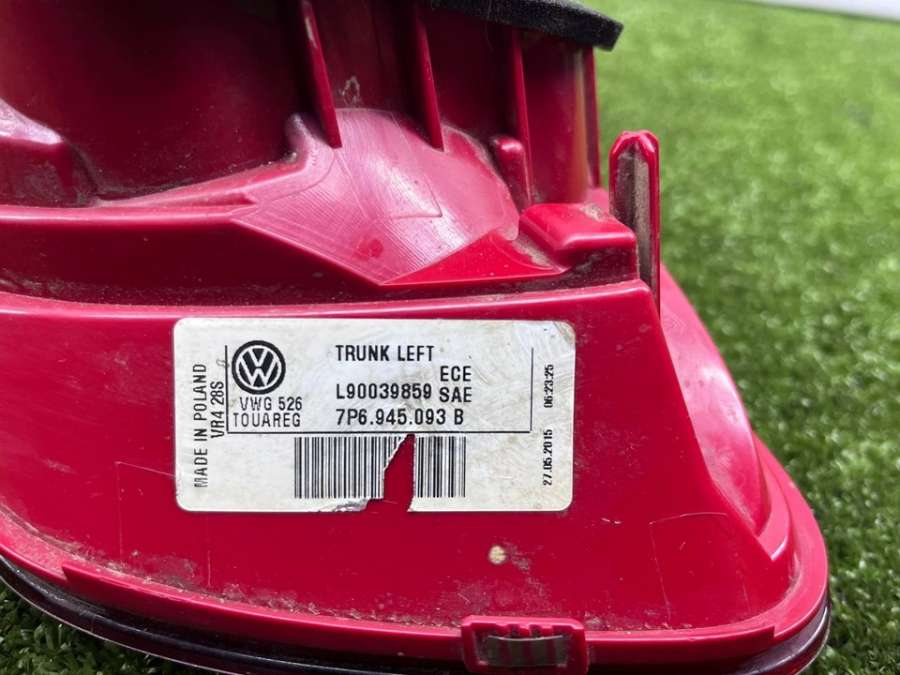 MADE IN POLAND
VR4 28S
VWG 526
TOUAREG
TRUNK LEFT
L90039859
ECE
SAE
7P6.945.093 B
27.05.2015 06:23:25